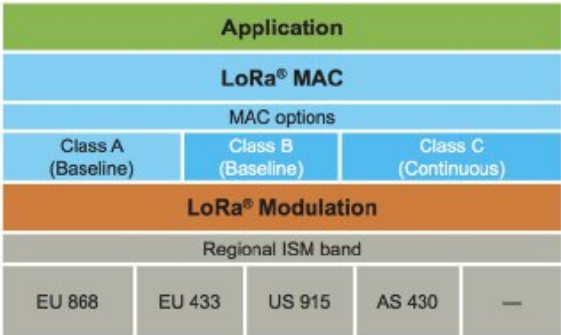 Application
LoRa® MAC
MAC options
Class A
(Baseline)
Class B
(Baseline)
Class C
(Continuous)
LoRa® Modulation
Regional ISM band
EU 868
EU 433
US 915
AS 430
—